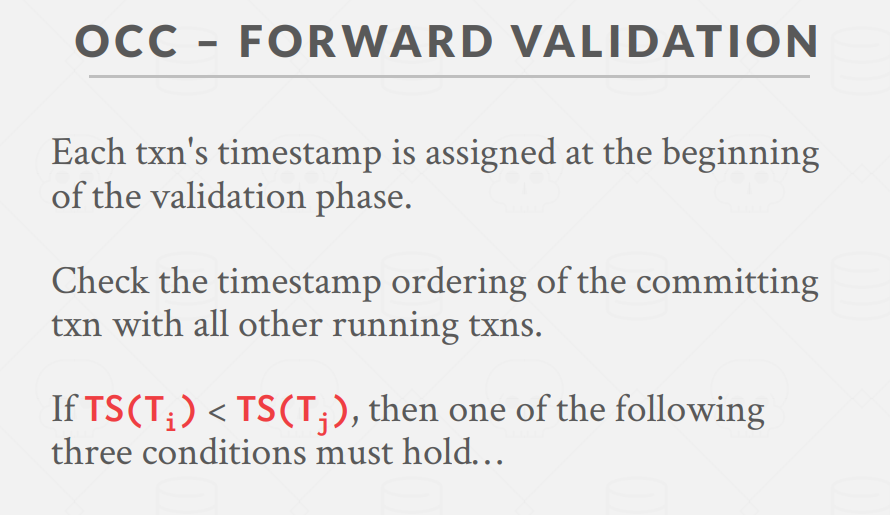 OCC – FORWARD VALIDATION
Each txn's timestamp is assigned at the beginning
of the validation phase.
Check the timestamp ordering of the committing
txn with all other running txns.
If TS(Tᵢ) < TS(Tⱼ), then one of the following
three conditions must hold…